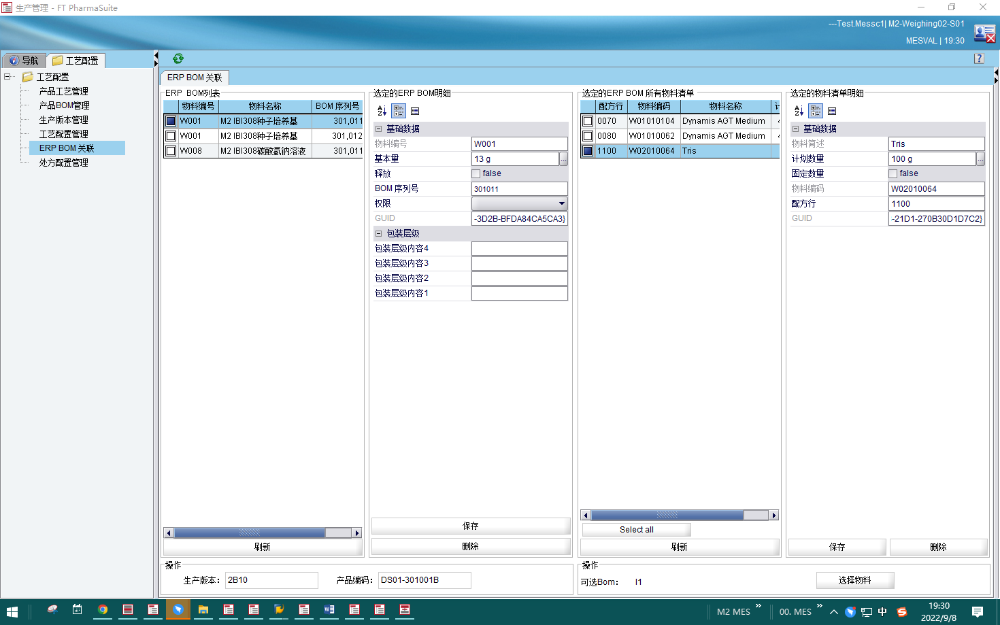 生产管理 - FT PharmaSuite
---Test.Messc1| M2-Weighing02-S01
MESVAL | 19:30
导航
工艺配置
工艺配置
产品工艺管理
产品BOM管理
生产版本管理
工艺配置管理
ERP BOM 关联
处方配置管理
ERP BOM 关联
ERP BOM列表
物料编号 物料名称 BOM 序列号
W001 M2 IBI308种子培养基 301,011
W001 M2 IBI308种子培养基 301,012
W008 M2 IBI308碳酸氢钠溶液 301,011
刷新
选定的ERP BOM明细
基础数据
物料编号 W001
基本量 13 g ...
释放 false
BOM 序列号 301011
权限
GUID -3D2B-BFDA84CA5CA3}
包装层级
包装层级内容4
包装层级内容3
包装层级内容2
包装层级内容1
保存
删除
选定的ERP BOM 所有物料清单
配方行 物料编码 物料名称
0070 W01010104 Dynamis AGT Medium
0080 W01010062 Dynamis AGT Medium
1100 W02010064 Tris
Select all
刷新
选定的物料清单明细
基础数据
物料简述 Tris
计划数量 100 g ...
固定数量 false
物料编码 W02010064
配方行 1100
GUID -21D1-270B30D1D7C2}
保存 删除
操作
生产版本： 2B10 产品编码： DS01-301001B
操作
可选Bom： I1 选择物料
M2 MES
00. MES
中
19:30
2022/9/8